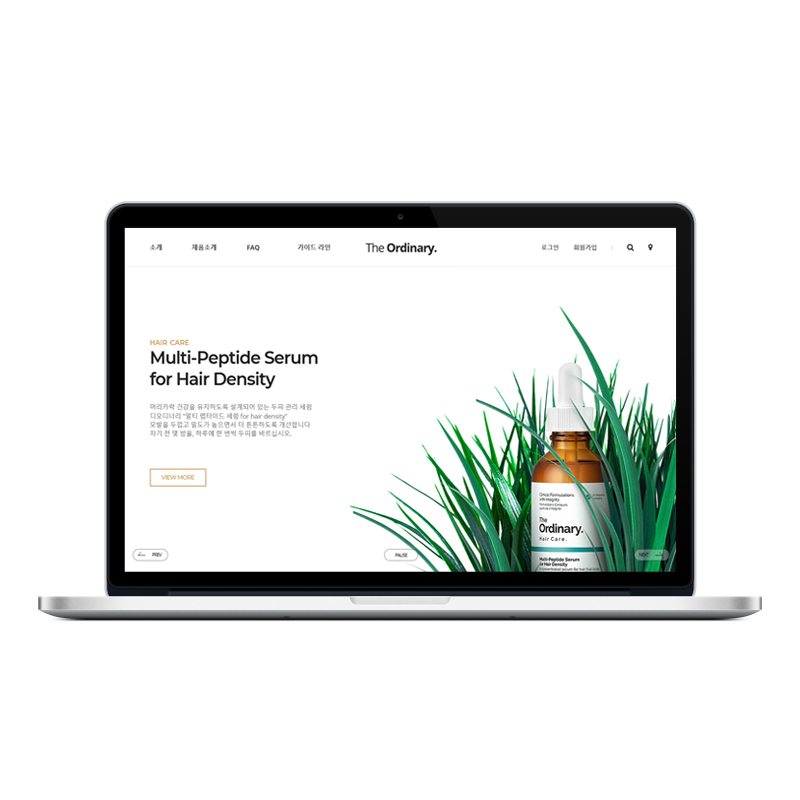 소개 제품소개 FAQ 가이드 라인 The Ordinary. 로그인 회원가입
HAIR CARE
Multi-Peptide Serum
for Hair Density
머리카락 건강을 유지하도록 설계되어 있는 두피 관리 세럼
디오디너리 "멀티 펩타이드 세럼 for hair density"
모발을 두껍고 밀도가 높으면서 더 튼튼하도록 개선합니다
자기 전 몇 방울, 하루에 한 번씩 두피를 바르십시오.
VIEW MORE
Clinical Formulations
with Integrity.
The
Ordinary.
Hair Care.
Multi-Peptide Serum
for Hair Density
PREV PAUSE NEXT